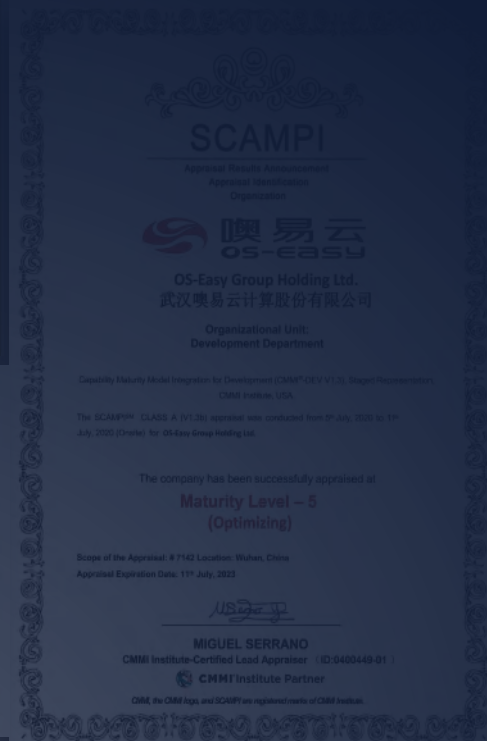 SCAMPI
Appraisal Results Announcement
Appraisal Identification
Organization
噢易云
OS-EASY
OS-Easy Group Holding Ltd.
武汉噢易云计算股份有限公司
Organizational Unit:
Development Department
Capability Maturity Model Integration for Development (CMMI® DEV V1.3), Staged Representation,
CMMI Institute, USA
The SCAMPI℠ CLASS A (V1.3b) appraisal was conducted from 5ᵗʰ July, 2020 to 11ᵗʰ
July, 2020 (Onsite) for OS-Easy Group Holding Ltd.
The company has been successfully appraised at
Maturity Level – 5
(Optimizing)
Scope of the Appraisal: # 7142 Location: Wuhan, China
Appraisal Expiration Date: 11ᵗʰ July, 2023
MIGUEL SERRANO
CMMI Institute-Certified Lead Appraiser (ID:0400449-01)
CMMI Institute Partner
CMMI, the CMMI logo, and SCAMPI are registered marks of CMMI Institute.